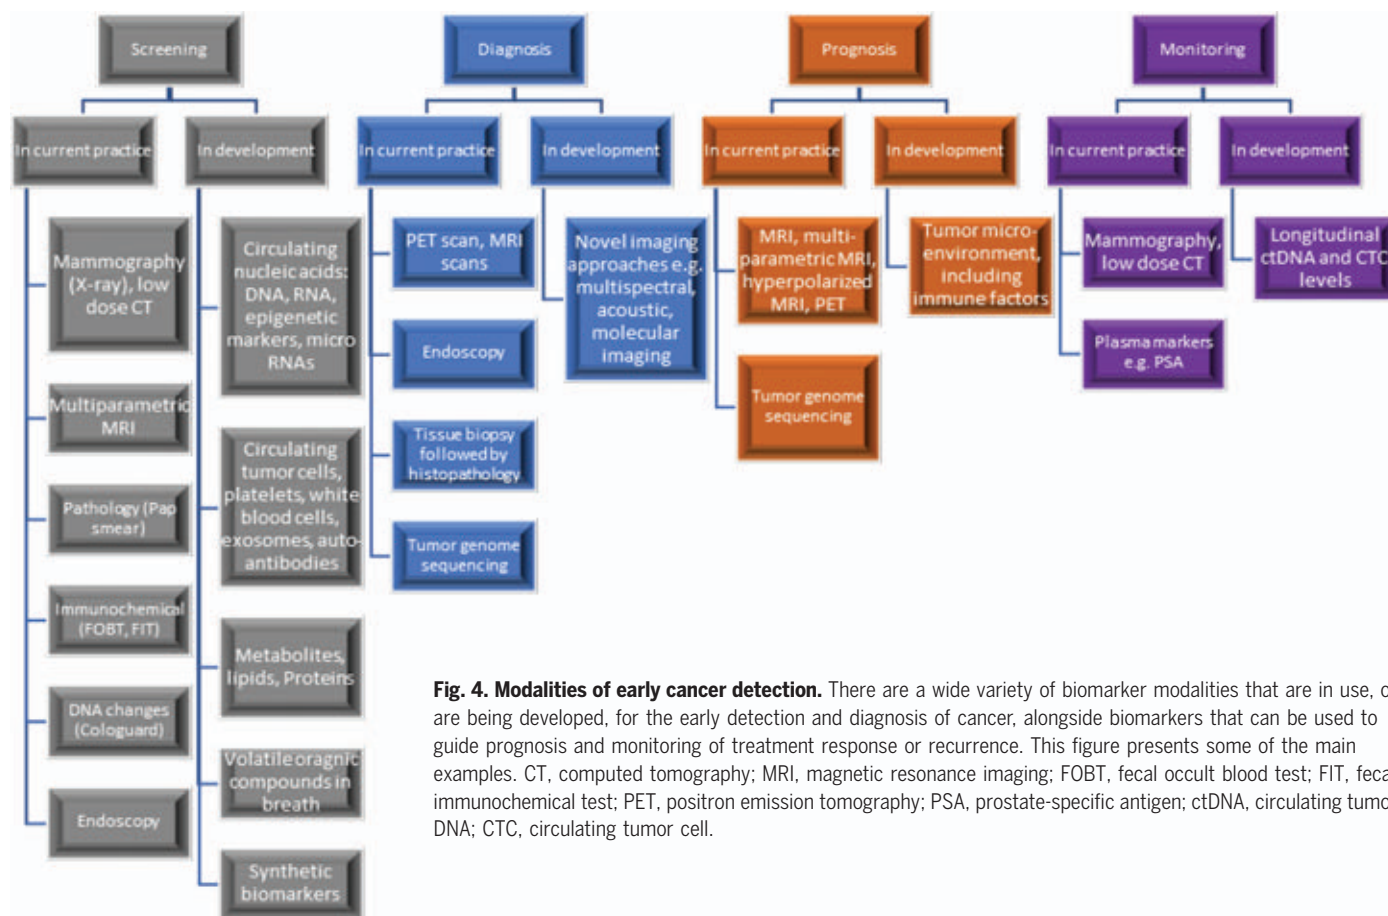 Screening
Diagnosis
Prognosis
Monitoring
In current practice
In development
In current practice
In development
In current practice
In development
In current practice
In development
Mammography
(X-ray), low
dose CT
Multiparametric
MRI
Pathology (Pap
smear)
Immunochemical
(FOBT, FIT)
DNA changes
(Cologuard)
Endoscopy
Circulating
nucleic acids:
DNA, RNA,
epigenetic
markers, micro
RNAs
Circulating
tumor cells,
platelets, white
blood cells,
exosomes, auto-
antibodies
Metabolites,
lipids, Proteins
Volatile oragnic
compounds in
breath
Synthetic
biomarkers
PET scan, MRI
scans
Endoscopy
Tissue biopsy
followed by
histopathology
Tumor genome
sequencing
Novel imaging
approaches e.g.
multispectral,
acoustic,
molecular
imaging
MRI, multi-
parametric MRI,
hyperpolarized
MRI, PET
Tumor genome
sequencing
Tumor micro-
environment,
including
immune factors
Mammography,
low dose CT
Plasma markers
e.g. PSA
Longitudinal
ctDNA and CTC
levels
Fig. 4. Modalities of early cancer detection. There are a wide variety of biomarker modalities that are in use, o
are being developed, for the early detection and diagnosis of cancer, alongside biomarkers that can be used to
guide prognosis and monitoring of treatment response or recurrence. This figure presents some of the main
examples. CT, computed tomography; MRI, magnetic resonance imaging; FOBT, fecal occult blood test; FIT, feca
immunochemical test; PET, positron emission tomography; PSA, prostate-specific antigen; ctDNA, circulating tumo
DNA; CTC, circulating tumor cell.